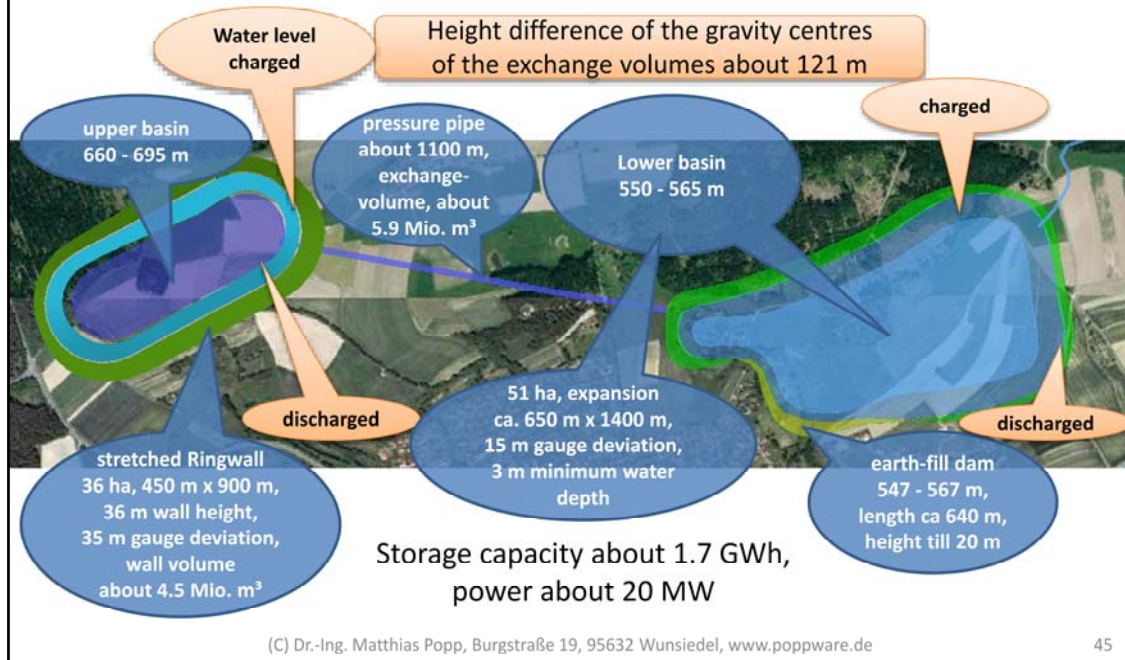 Water level
charged
Height difference of the gravity centres
of the exchange volumes about 121 m
charged
upper basin
660 - 695 m
pressure pipe
about 1100 m,
exchange-
volume, about
5.9 Mio. m³
Lower basin
550 - 565 m
discharged
51 ha, expansion
ca. 650 m x 1400 m,
15 m gauge deviation,
3 m minimum water
depth
discharged
stretched Ringwall
36 ha, 450 m x 900 m,
36 m wall height,
35 m gauge deviation,
wall volume
about 4.5 Mio. m³
earth-fill dam
547 - 567 m,
length ca 640 m,
height till 20 m
Storage capacity about 1.7 GWh,
power about 20 MW
(C) Dr.-Ing. Matthias Popp, Burgstraße 19, 95632 Wunsiedel, www.poppware.de
45